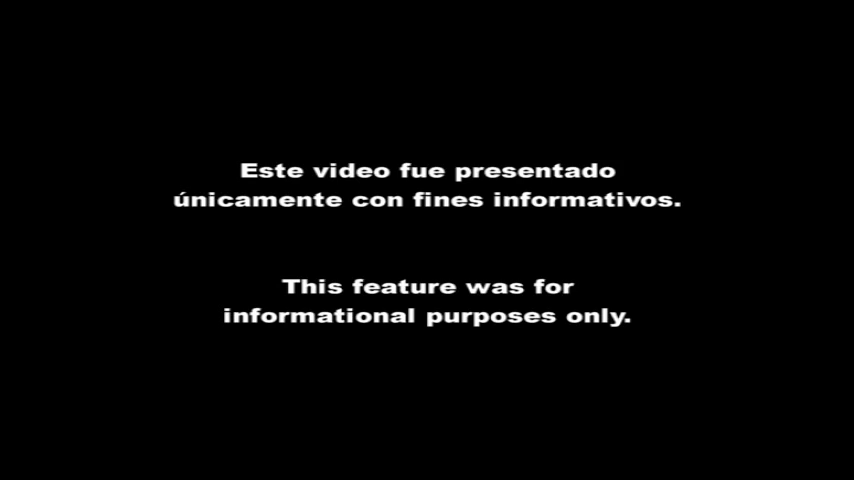 Este video fue presentado
únicamente con fines informativos.
This feature was for
informational purposes only.